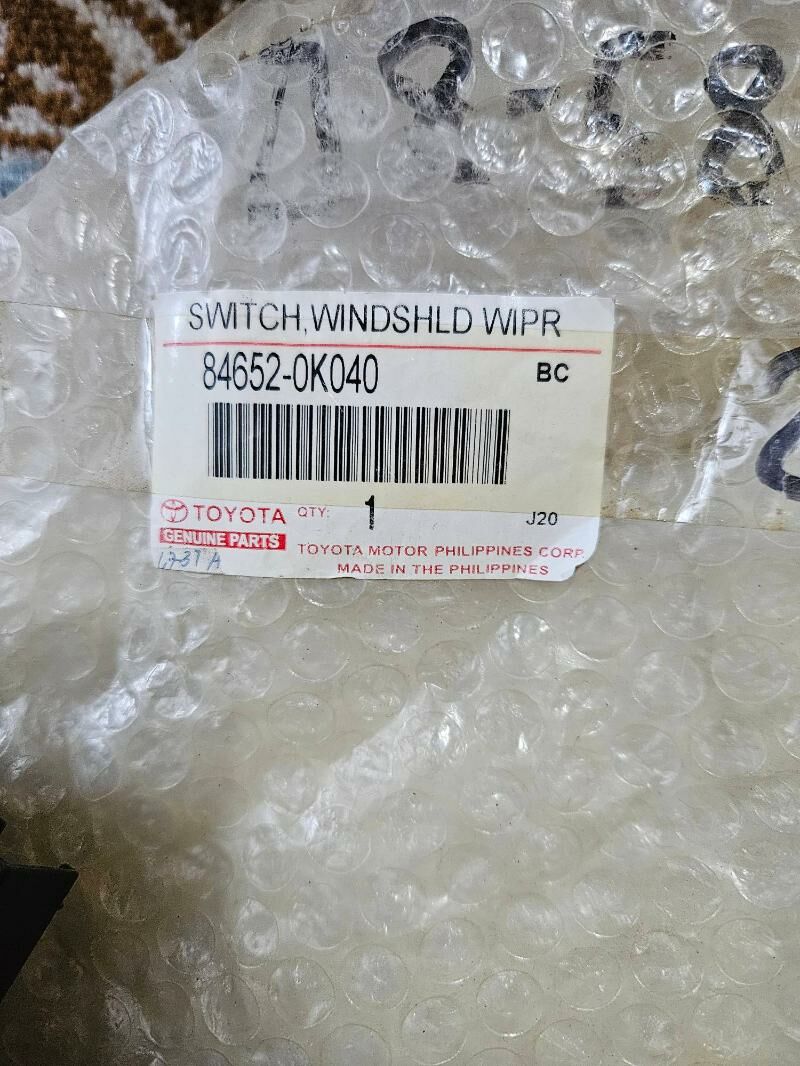 SWITCH,WINDSHLD WIPR
84652-0K040
BC
TOYOTA
GENUINE PARTS
QTY: 1
J20
TOYOTA MOTOR PHILIPPINES CORP.
MADE IN THE PHILIPPINES